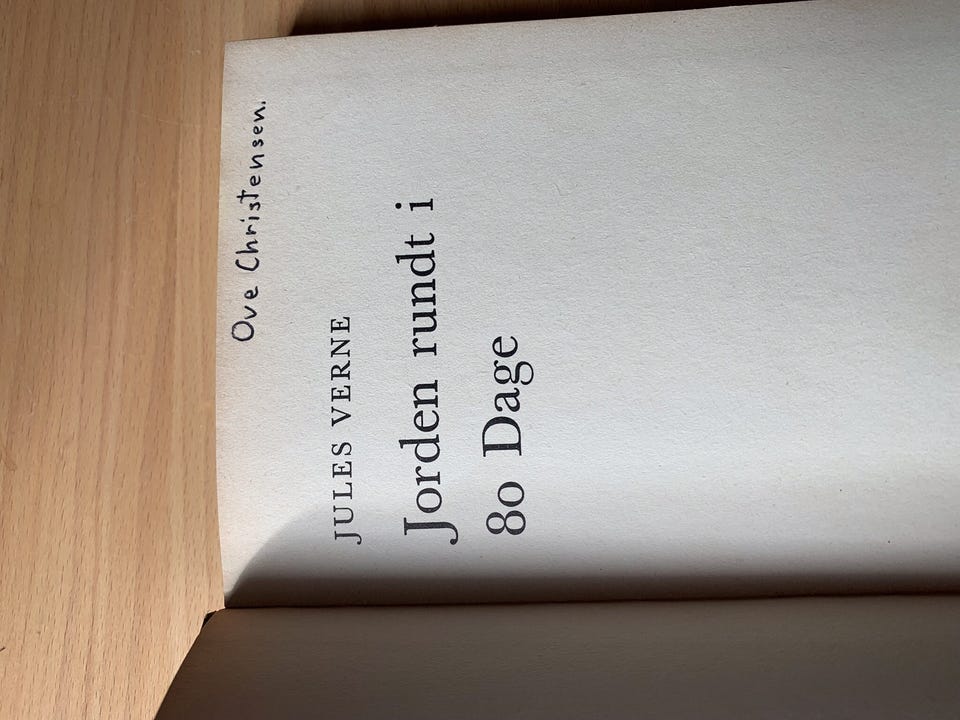 Ove Christensen.
JULES VERNE
Jorden rundt i
80 Dage